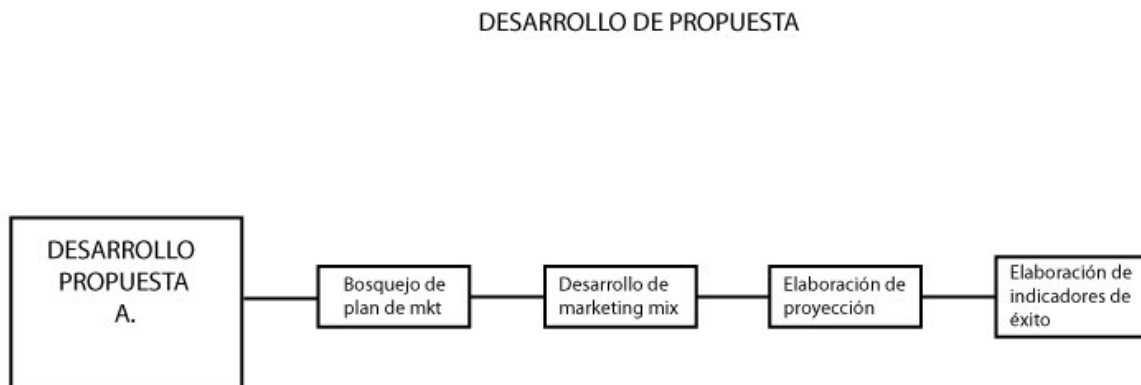 DESARROLLO DE PROPUESTA
DESARROLLO
PROPUESTA
A.
Bosquejo de
plan de mkt
Desarrollo de
marketing mix
Elaboración de
proyección
Elaboración de
indicadores de
éxito